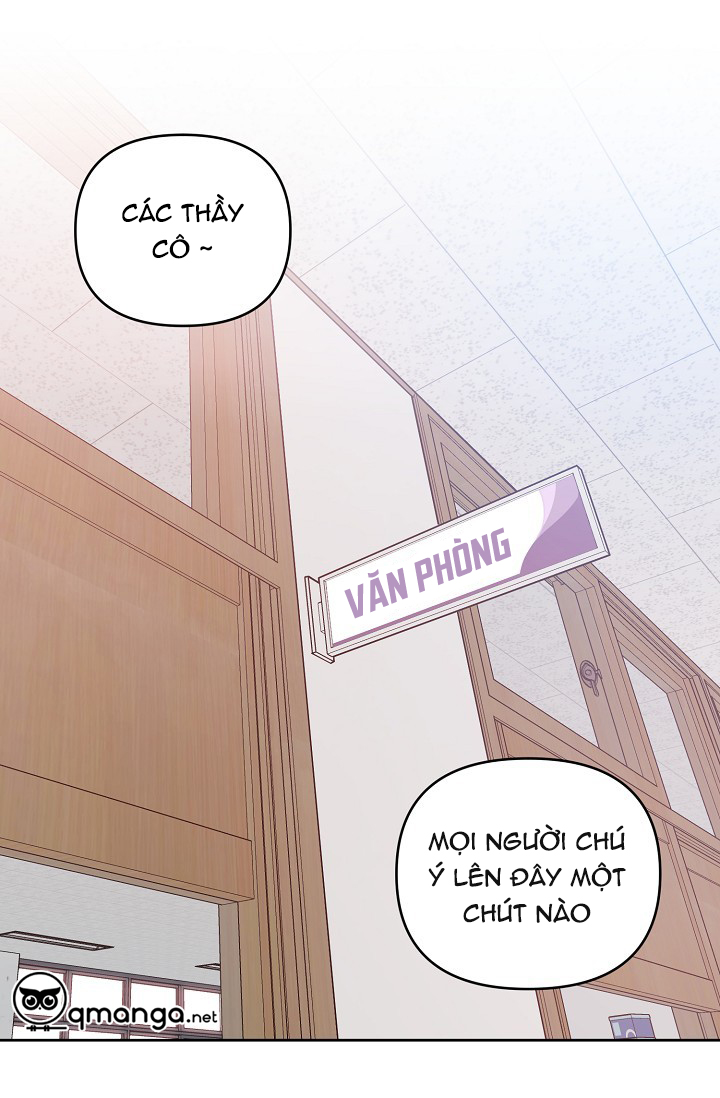 CÁC THẦY
CÔ ~
VĂN PHÒNG
MỌI NGƯỜI CHÚ
Ý LÊN ĐÂY MỘT
CHÚT NÀO
qmanga.net